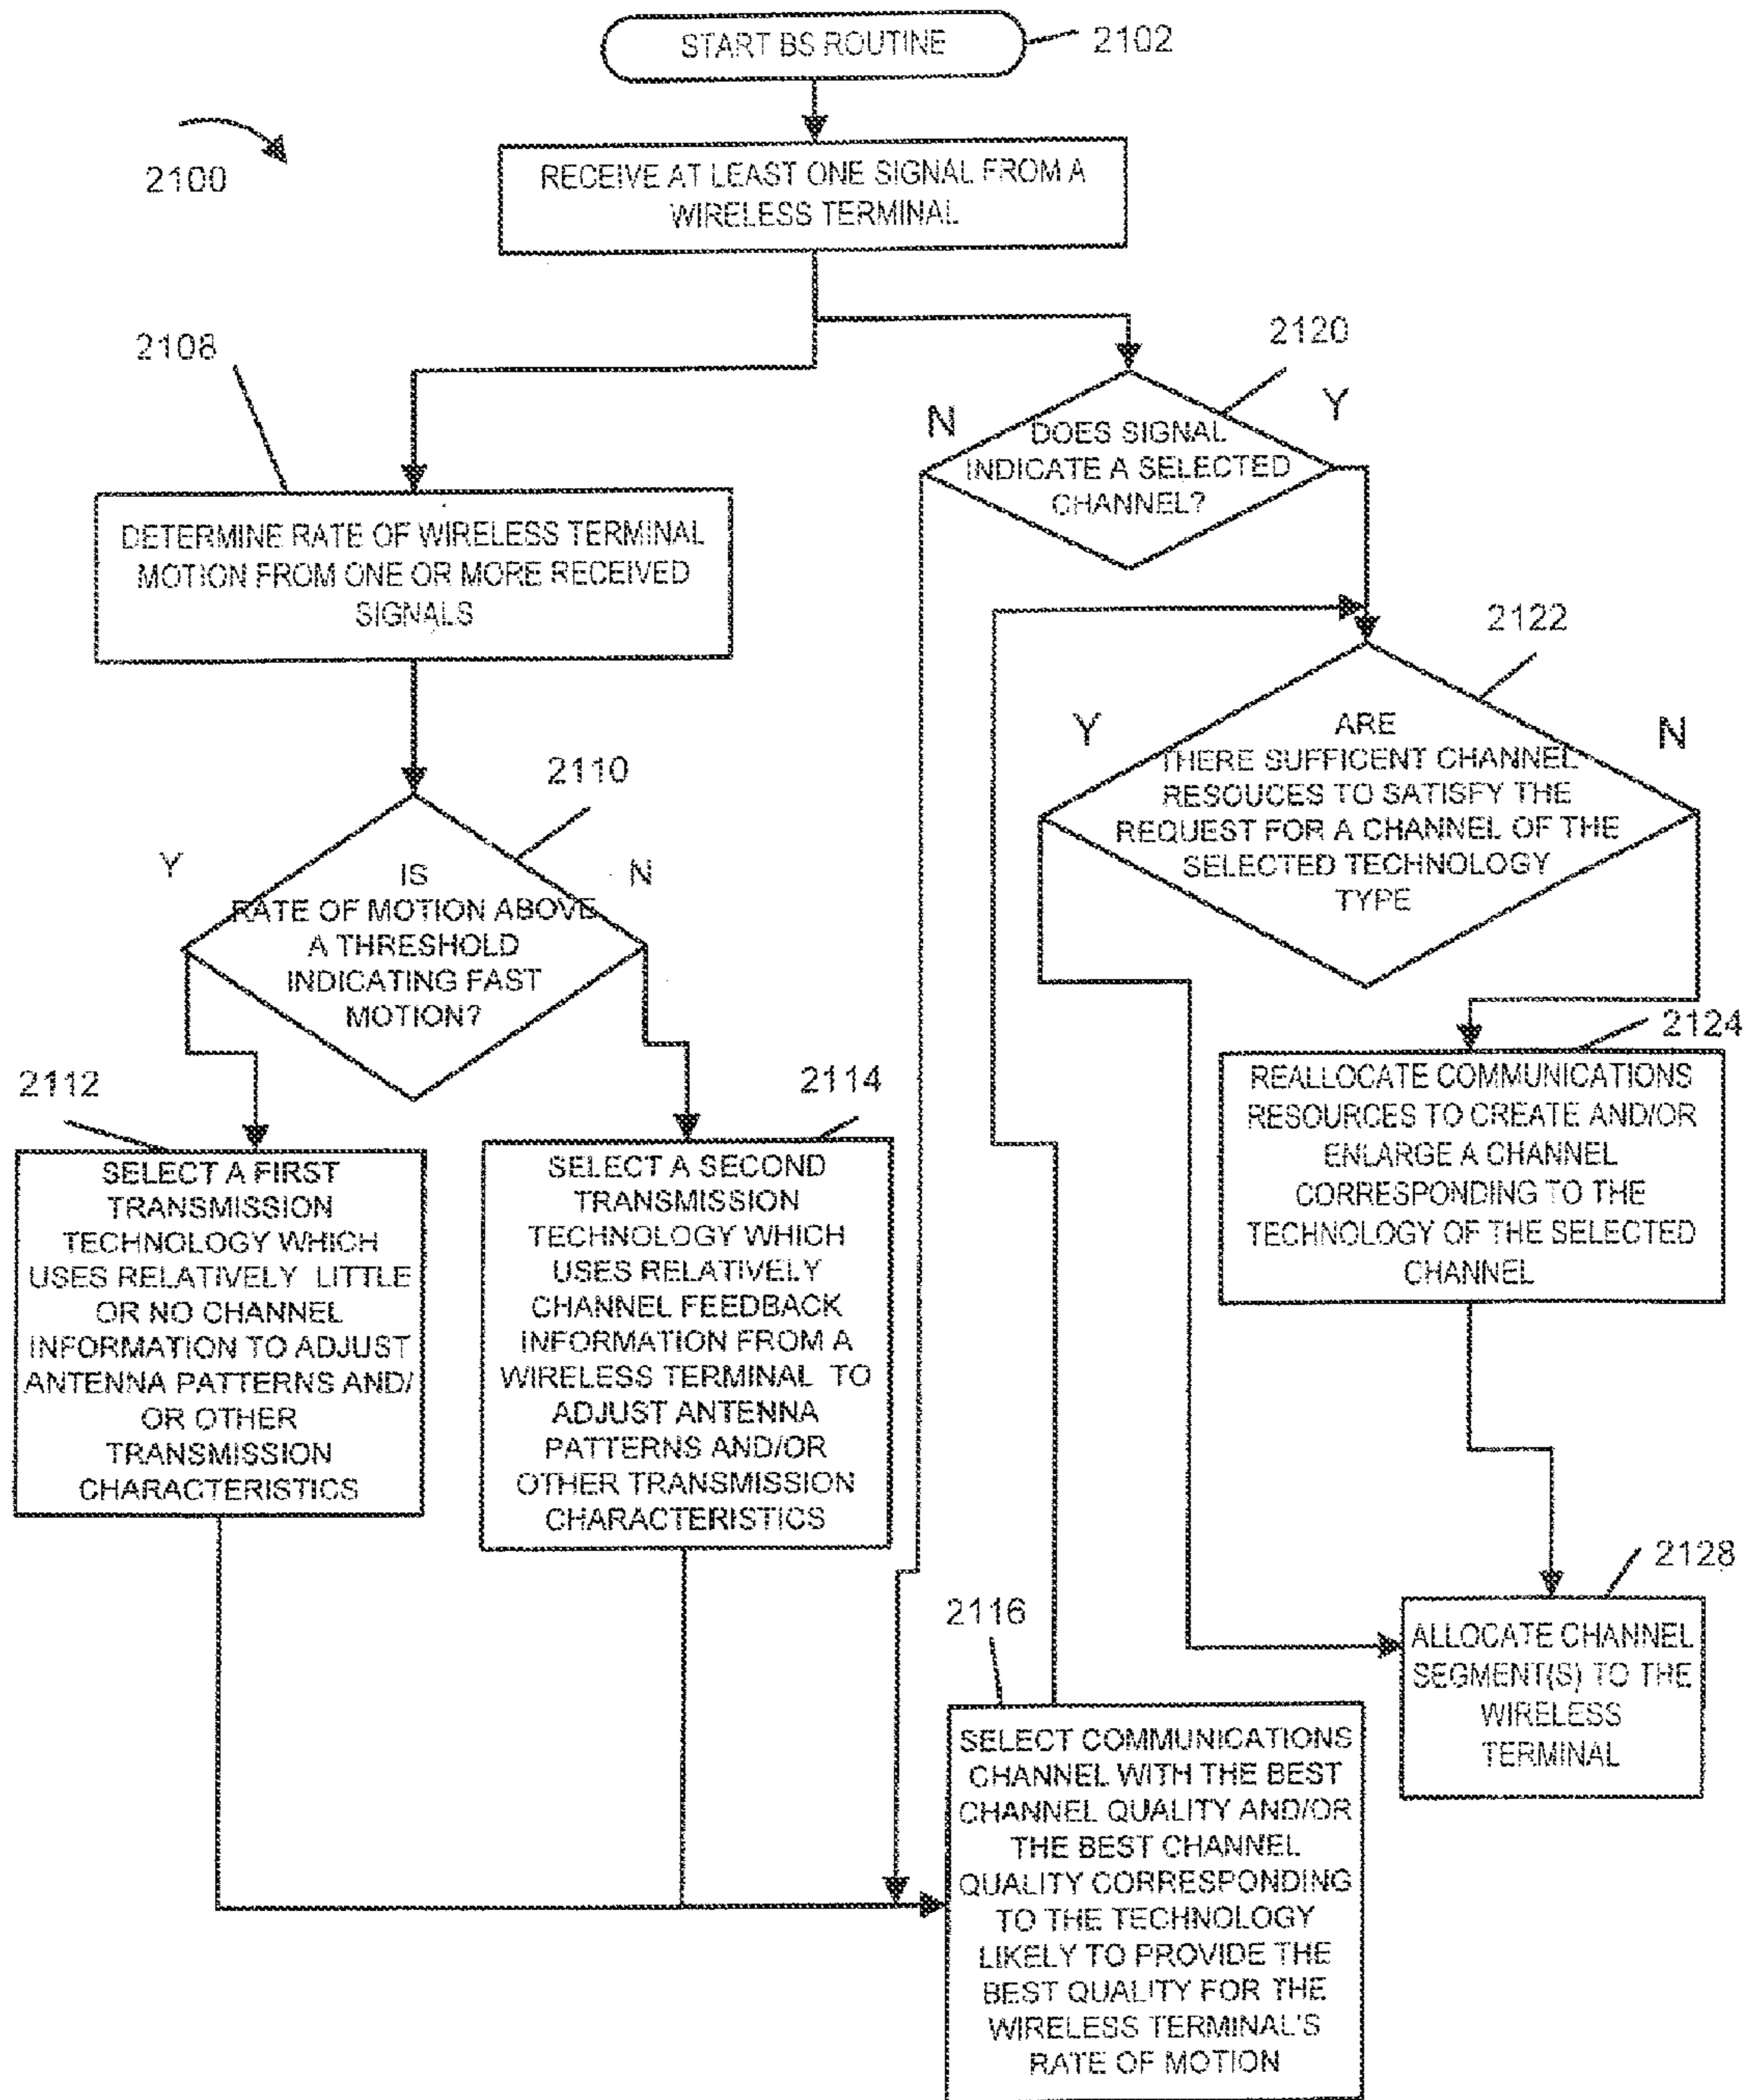 START BS ROUTINE
2102
2100
RECEIVE AT LEAST ONE SIGNAL FROM A
WIRELESS TERMINAL
2108
2120
N
Y
DOES SIGNAL
INDICATE A SELECTED
CHANNEL?
DETERMINE RATE OF WIRELESS TERMINAL
MOTION FROM ONE OR MORE RECEIVED
SIGNALS
2122
Y
N
ARE
THERE SUFFICENT CHANNEL
RESOUCES TO SATISFY THE
REQUEST FOR A CHANNEL OF THE
SELECTED TECHNOLOGY
TYPE
2110
Y
N
IS
RATE OF MOTION ABOVE
A THRESHOLD
INDICATING FAST
MOTION?
2112
2114
2124
SELECT A FIRST
TRANSMISSION
TECHNOLOGY WHICH
USES RELATIVELY LITTLE
OR NO CHANNEL
INFORMATION TO ADJUST
ANTENNA PATTERNS AND/
OR OTHER
TRANSMISSION
CHARACTERISTICS
SELECT A SECOND
TRANSMISSION
TECHNOLOGY WHICH
USES RELATIVELY
CHANNEL FEEDBACK
INFORMATION FROM A
WIRELESS TERMINAL TO
ADJUST ANTENNA
PATTERNS AND/OR
OTHER TRANSMISSION
CHARACTERISTICS
REALLOCATE COMMUNICATIONS
RESOURCES TO CREATE AND/OR
ENLARGE A CHANNEL
CORRESPONDING TO THE
TECHNOLOGY OF THE SELECTED
CHANNEL
2128
ALLOCATE CHANNEL
SEGMENT(S) TO THE
WIRELESS
TERMINAL
2116
SELECT COMMUNICATIONS
CHANNEL WITH THE BEST
CHANNEL QUALITY AND/OR
THE BEST CHANNEL
QUALITY CORRESPONDING
TO THE TECHNOLOGY
LIKELY TO PROVIDE THE
BEST QUALITY FOR THE
WIRELESS TERMINAL'S
RATE OF MOTION